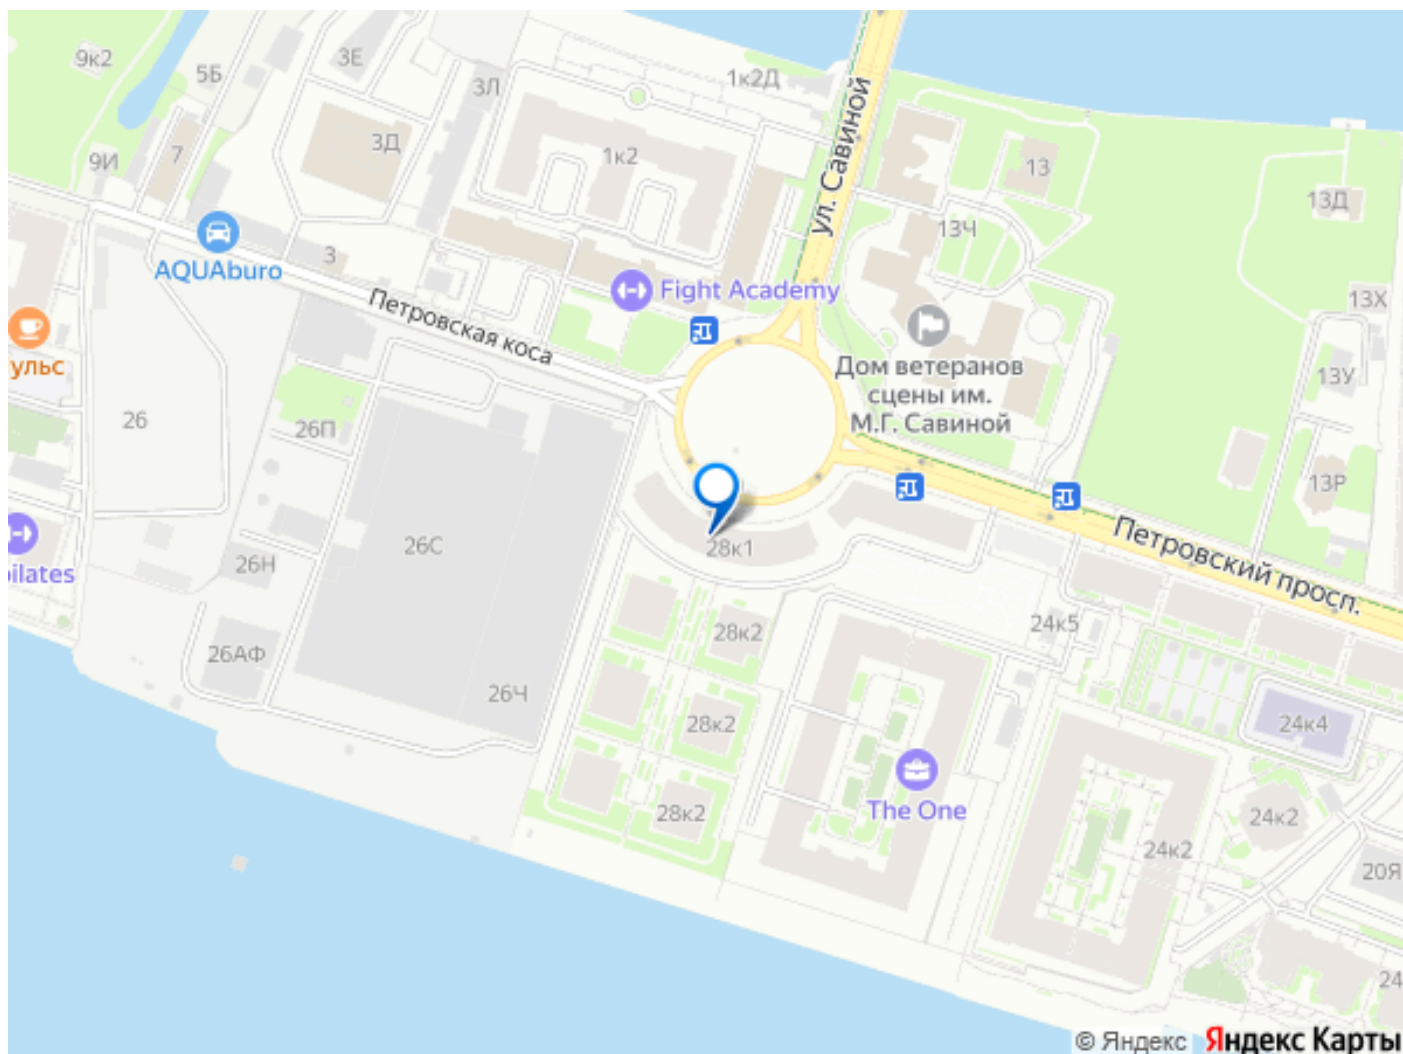 9к2
3Е
5Б
3Л
1к2Д
ул. Савиной
3Д
7
9И
1к2
13
13Д
13Ч
AQUAburo
3
Петровская коса
Fight Academy
13Х
ульс
Дом ветеранов
сцены им.
М.Г. Савиной
13У
26
26П
13Р
26С
28к1
Петровский просп.
26Н
pilates
24к5
28к2
26АФ
26Ч
28к2
24к4
The One
28к2
24к2
24к2
20Я
24
© Яндекс Яндекс Карты